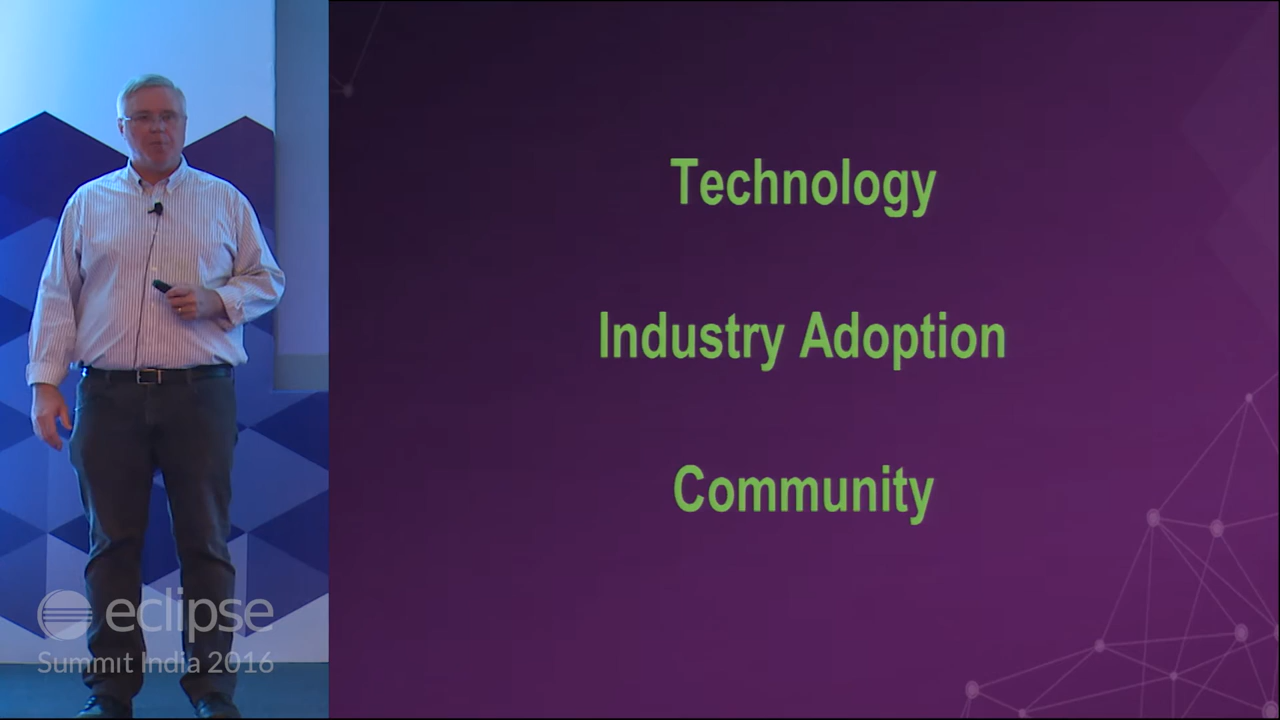 Technology
Industry Adoption
Community
eclipse
Summit India 2016